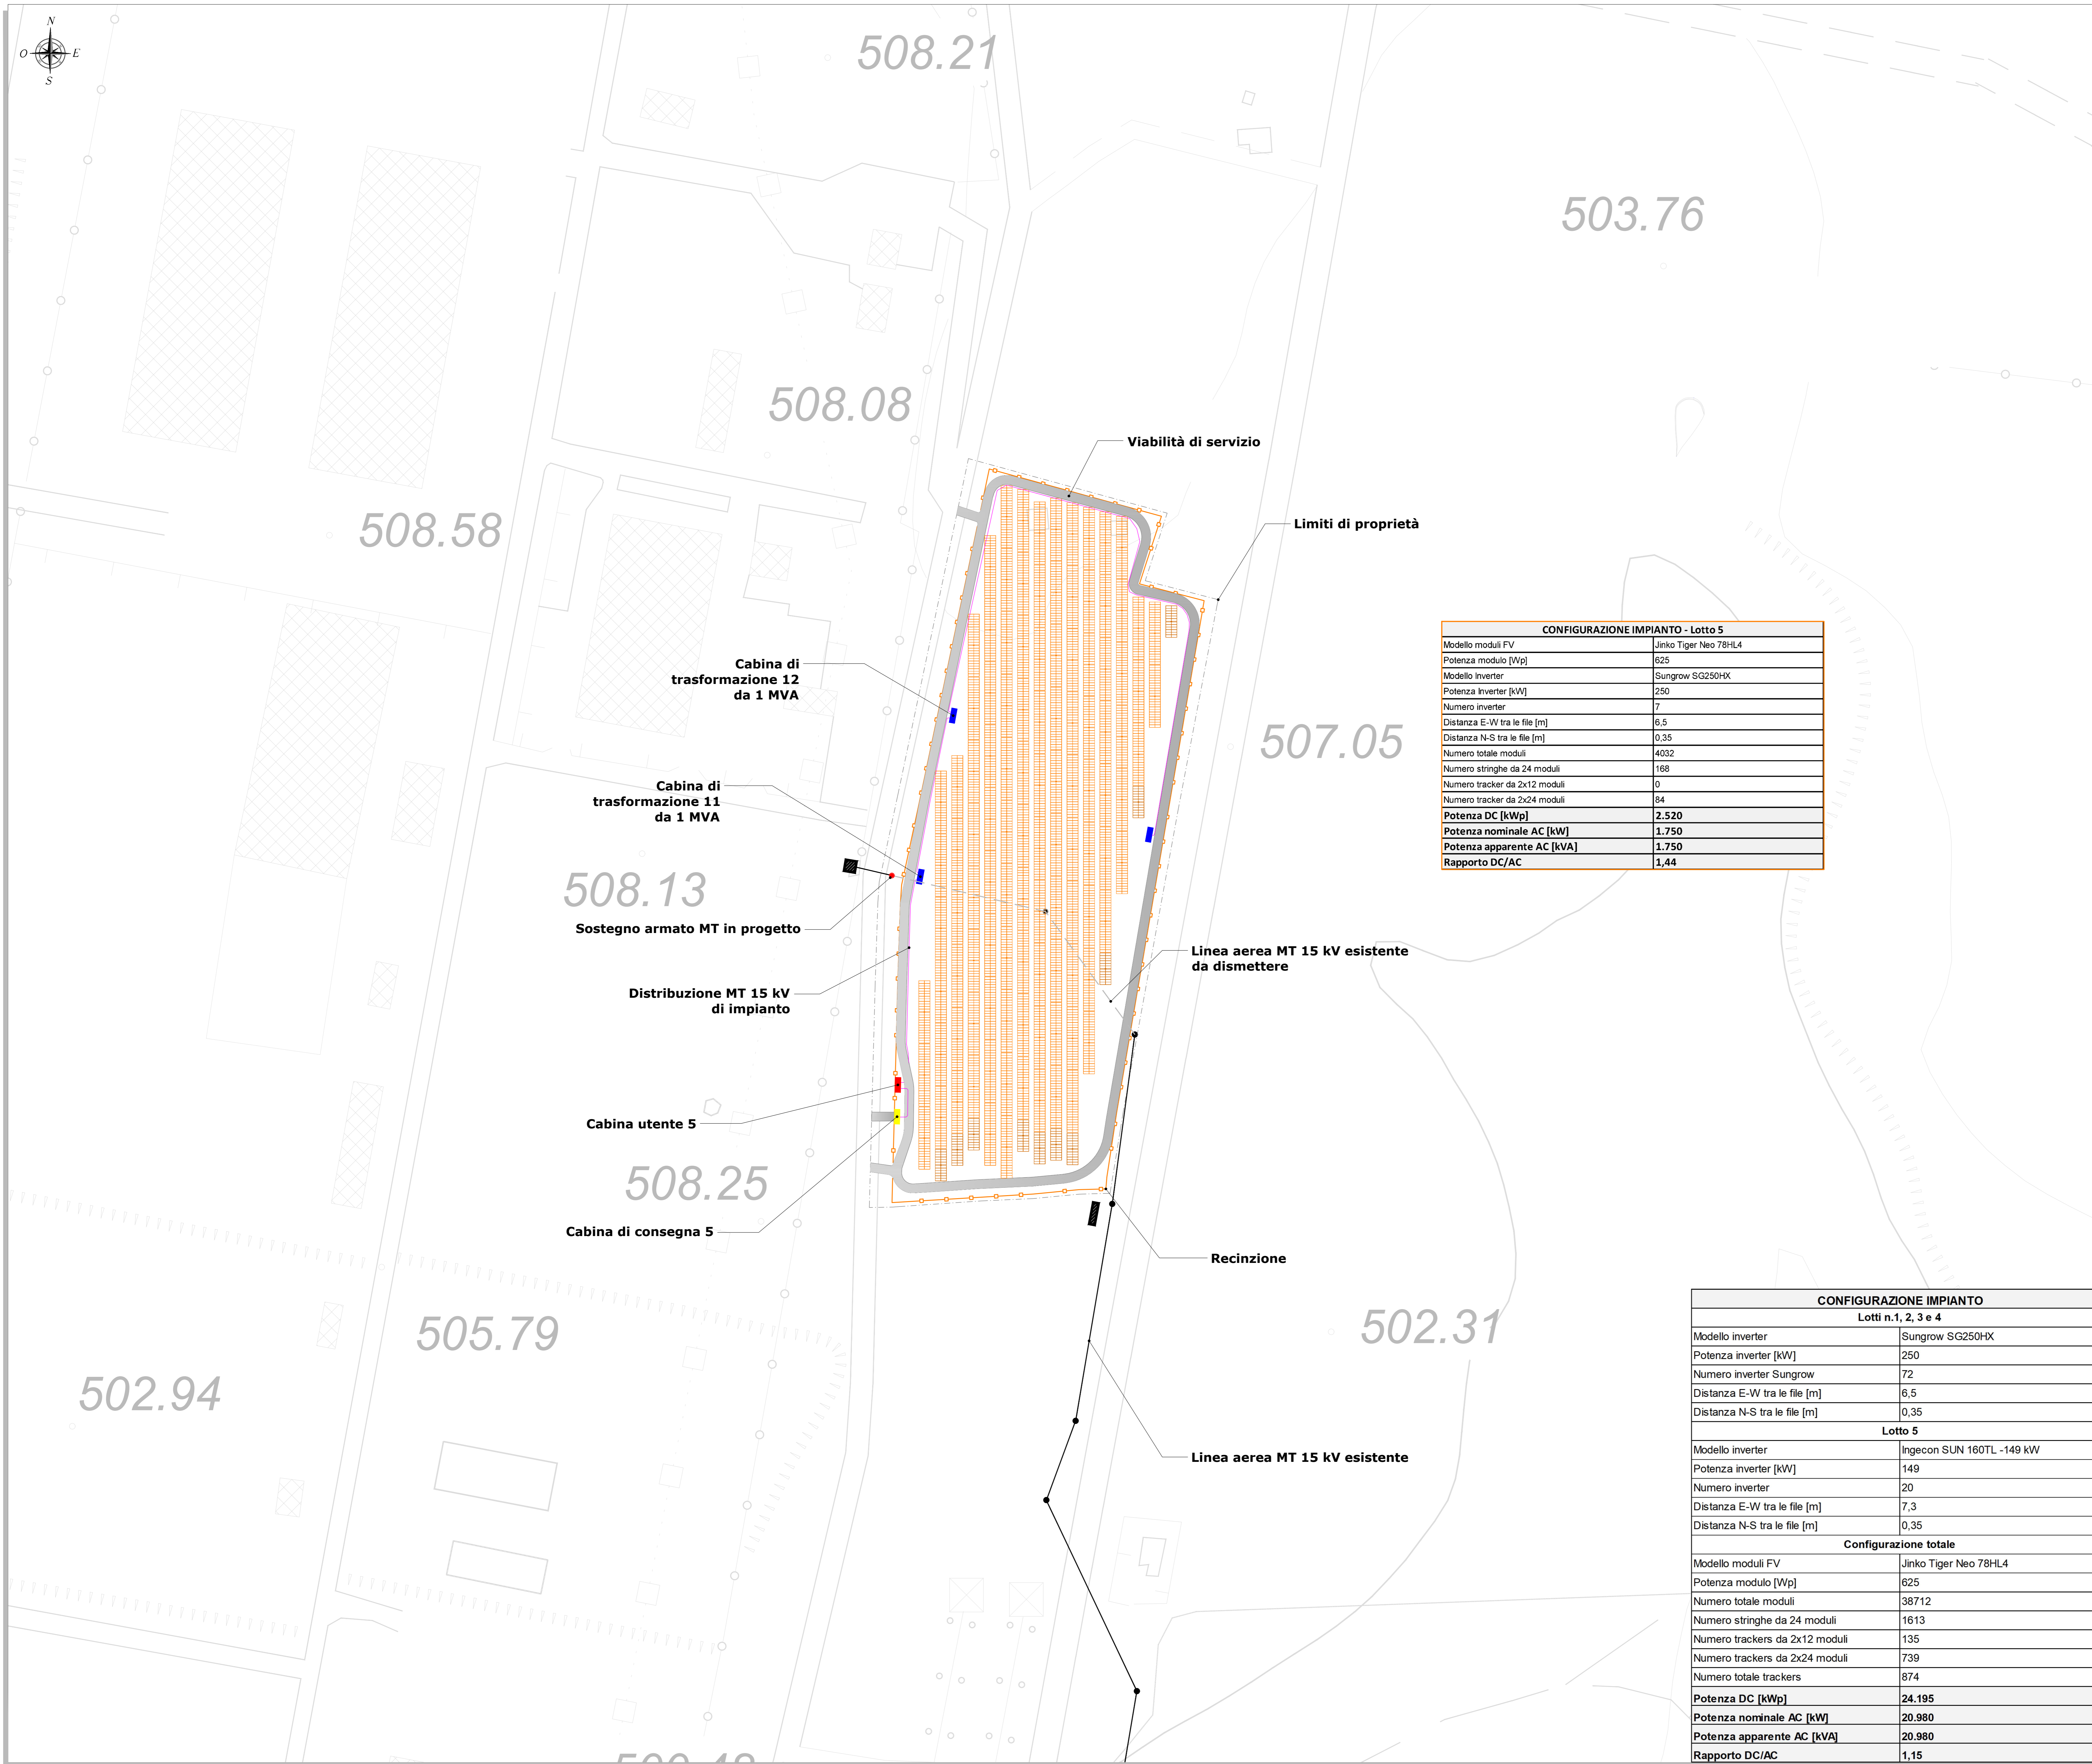 N
O E
S
508.21
503.76
508.08
Viabilità di servizio
508.58
Limiti di proprietà
Cabina di
trasformazione 12
da 1 MVA
507.05
Cabina di
trasformazione 11
da 1 MVA
508.13
Sostegno armato MT in progetto
Linea aerea MT 15 kV esistente
da dismettere
Distribuzione MT 15 kV
di impianto
Cabina utente 5
508.25
Cabina di consegna 5
Recinzione
505.79
502.31
502.94
Linea aerea MT 15 kV esistente
CONFIGURAZIONE IMPIANTO - Lotto 5
Modello moduli FV Jinko Tiger Neo 78HL4
Potenza modulo [Wp] 625
Modello Inverter Sungrow SG250HX
Potenza Inverter [kW] 250
Numero inverter 7
Distanza E-W tra le file [m] 6,5
Distanza N-S tra le file [m] 0,35
Numero totale moduli 4032
Numero stringhe da 24 moduli 168
Numero tracker da 2x12 moduli 0
Numero tracker da 2x24 moduli 84
Potenza DC [kWp] 2.520
Potenza nominale AC [kW] 1.750
Potenza apparente AC [kVA] 1.750
Rapporto DC/AC 1,44
CONFIGURAZIONE IMPIANTO
Lotti n.1, 2, 3 e 4
Modello inverter Sungrow SG250HX
Potenza inverter [kW] 250
Numero inverter Sungrow 72
Distanza E-W tra le file [m] 6,5
Distanza N-S tra le file [m] 0,35
Lotto 5
Modello inverter Ingecon SUN 160TL -149 kW
Potenza inverter [kW] 149
Numero inverter 20
Distanza E-W tra le file [m] 7,3
Distanza N-S tra le file [m] 0,35
Configurazione totale
Modello moduli FV Jinko Tiger Neo 78HL4
Potenza modulo [Wp] 625
Numero totale moduli 38712
Numero stringhe da 24 moduli 1613
Numero trackers da 2x12 moduli 135
Numero trackers da 2x24 moduli 739
Numero totale trackers 874
Potenza DC [kWp] 24.195
Potenza nominale AC [kW] 20.980
Potenza apparente AC [kVA] 20.980
Rapporto DC/AC 1,15